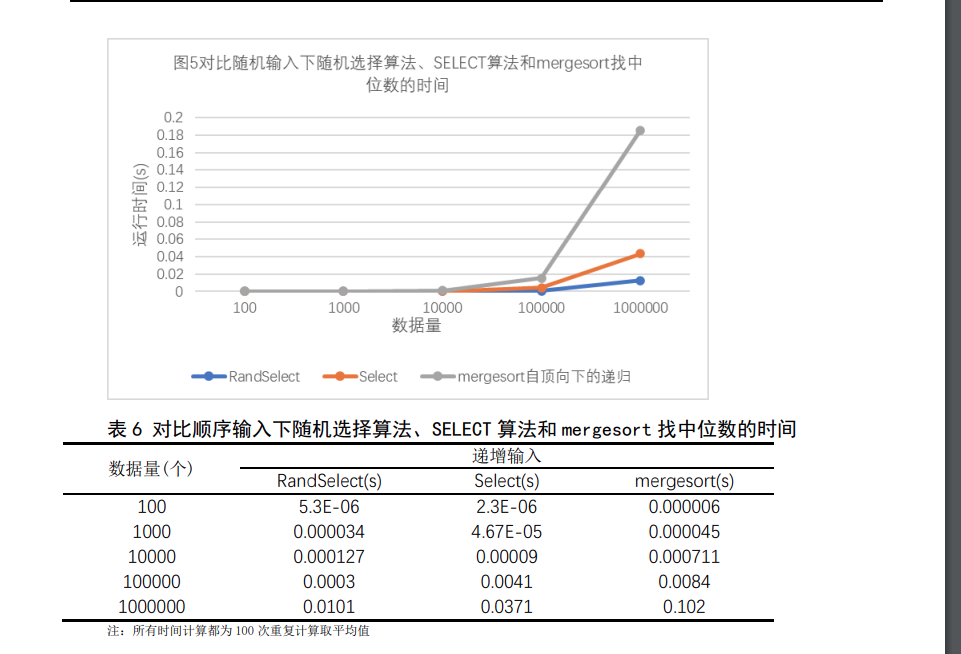 图5对比随机输入下随机选择算法、SELECT算法和mergesort找中
位数的时间
运行时间(s)
0.2
0.18
0.16
0.14
0.12
0.1
0.08
0.06
0.04
0.02
0
100 1000 10000 100000 1000000
数据量
RandSelect Select mergesort自顶向下的递归
表 6 对比顺序输入下随机选择算法、SELECT 算法和 mergesort 找中位数的时间
数据量(个) 递增输入
RandSelect(s) Select(s) mergesort(s)
100 5.3E-06 2.3E-06 0.000006
1000 0.000034 4.67E-05 0.000045
10000 0.000127 0.00009 0.000711
100000 0.0003 0.0041 0.0084
1000000 0.0101 0.0371 0.102
注：所有时间计算都为 100 次重复计算取平均值